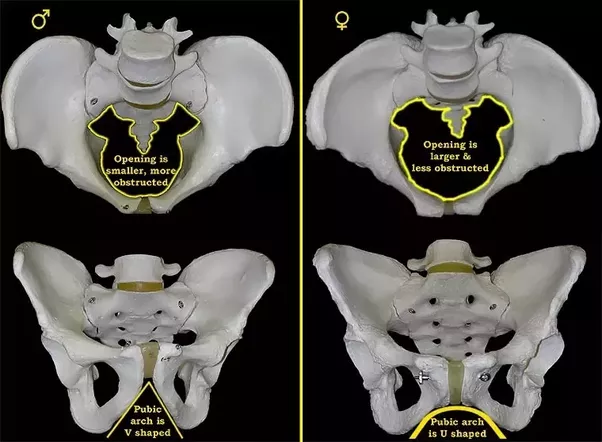 ♂
Opening is
smaller, more
obstructed
♀
Opening is
larger &
less obstructed
Pubic
arch is
V shaped
Pubic arch
is U shaped